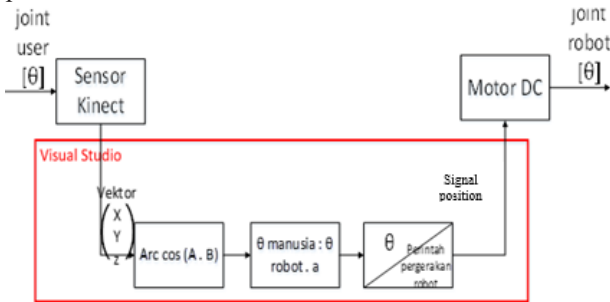 joint
user
[θ]
Sensor
Kinect
Visual Studio
Vektor
X
Y
z
Arc cos (A . B)
θ manusia : θ
robot . a
θ
Perintah
pergerakan
robot
Signal
position
Motor DC
joint
robot
[θ]